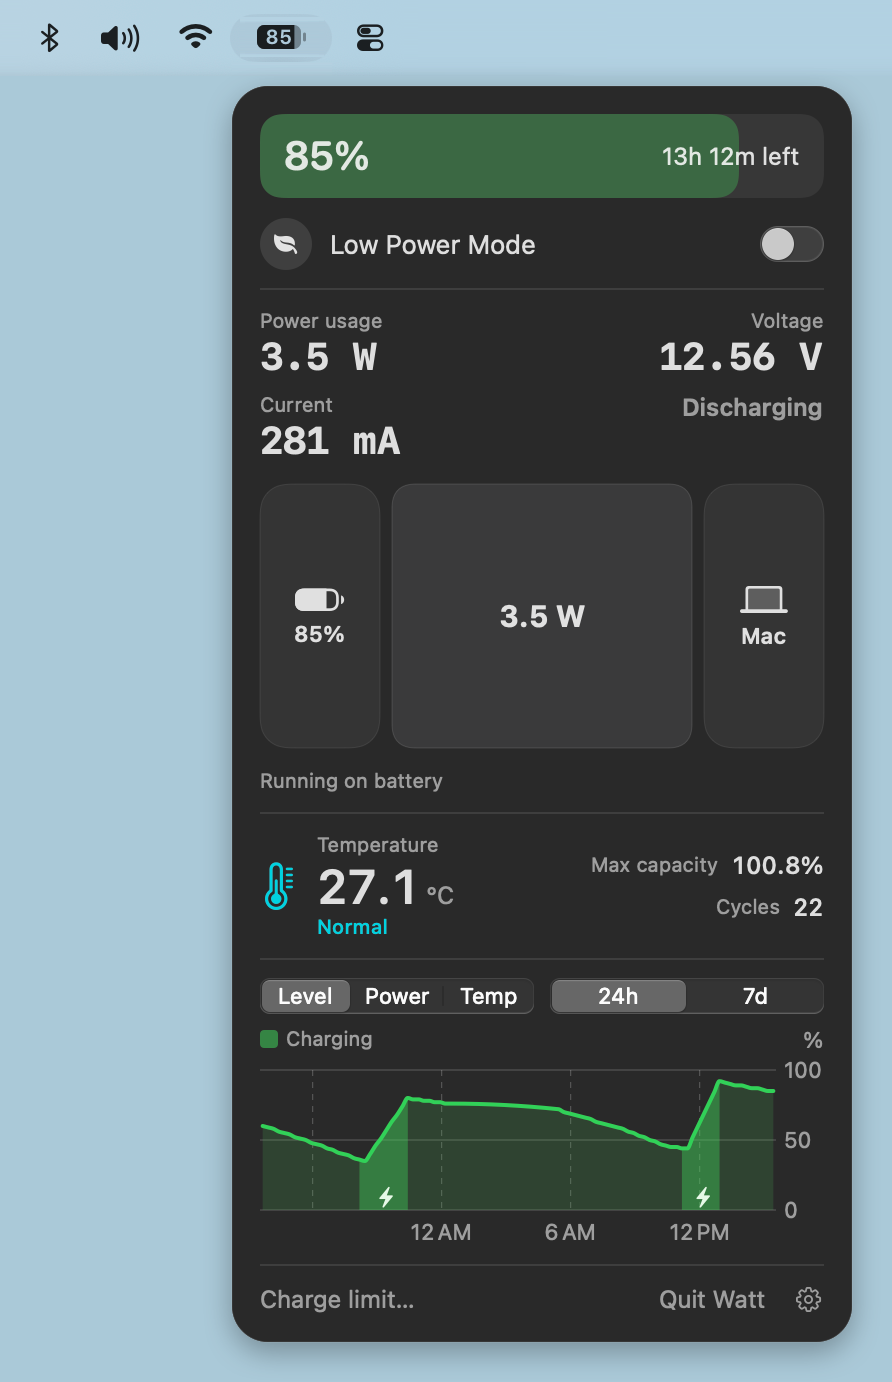 85
85%
13h 12m left
Low Power Mode
Power usage
Voltage
3.5 W
12.56 V
Current
Discharging
281 mA
85%
3.5 W
Mac
Running on battery
Temperature
27.1 °C
Normal
Max capacity 100.8%
Cycles 22
Level Power Temp
24h 7d
Charging
%
100
50
0
12 AM 6 AM 12 PM
Charge limit...
Quit Watt